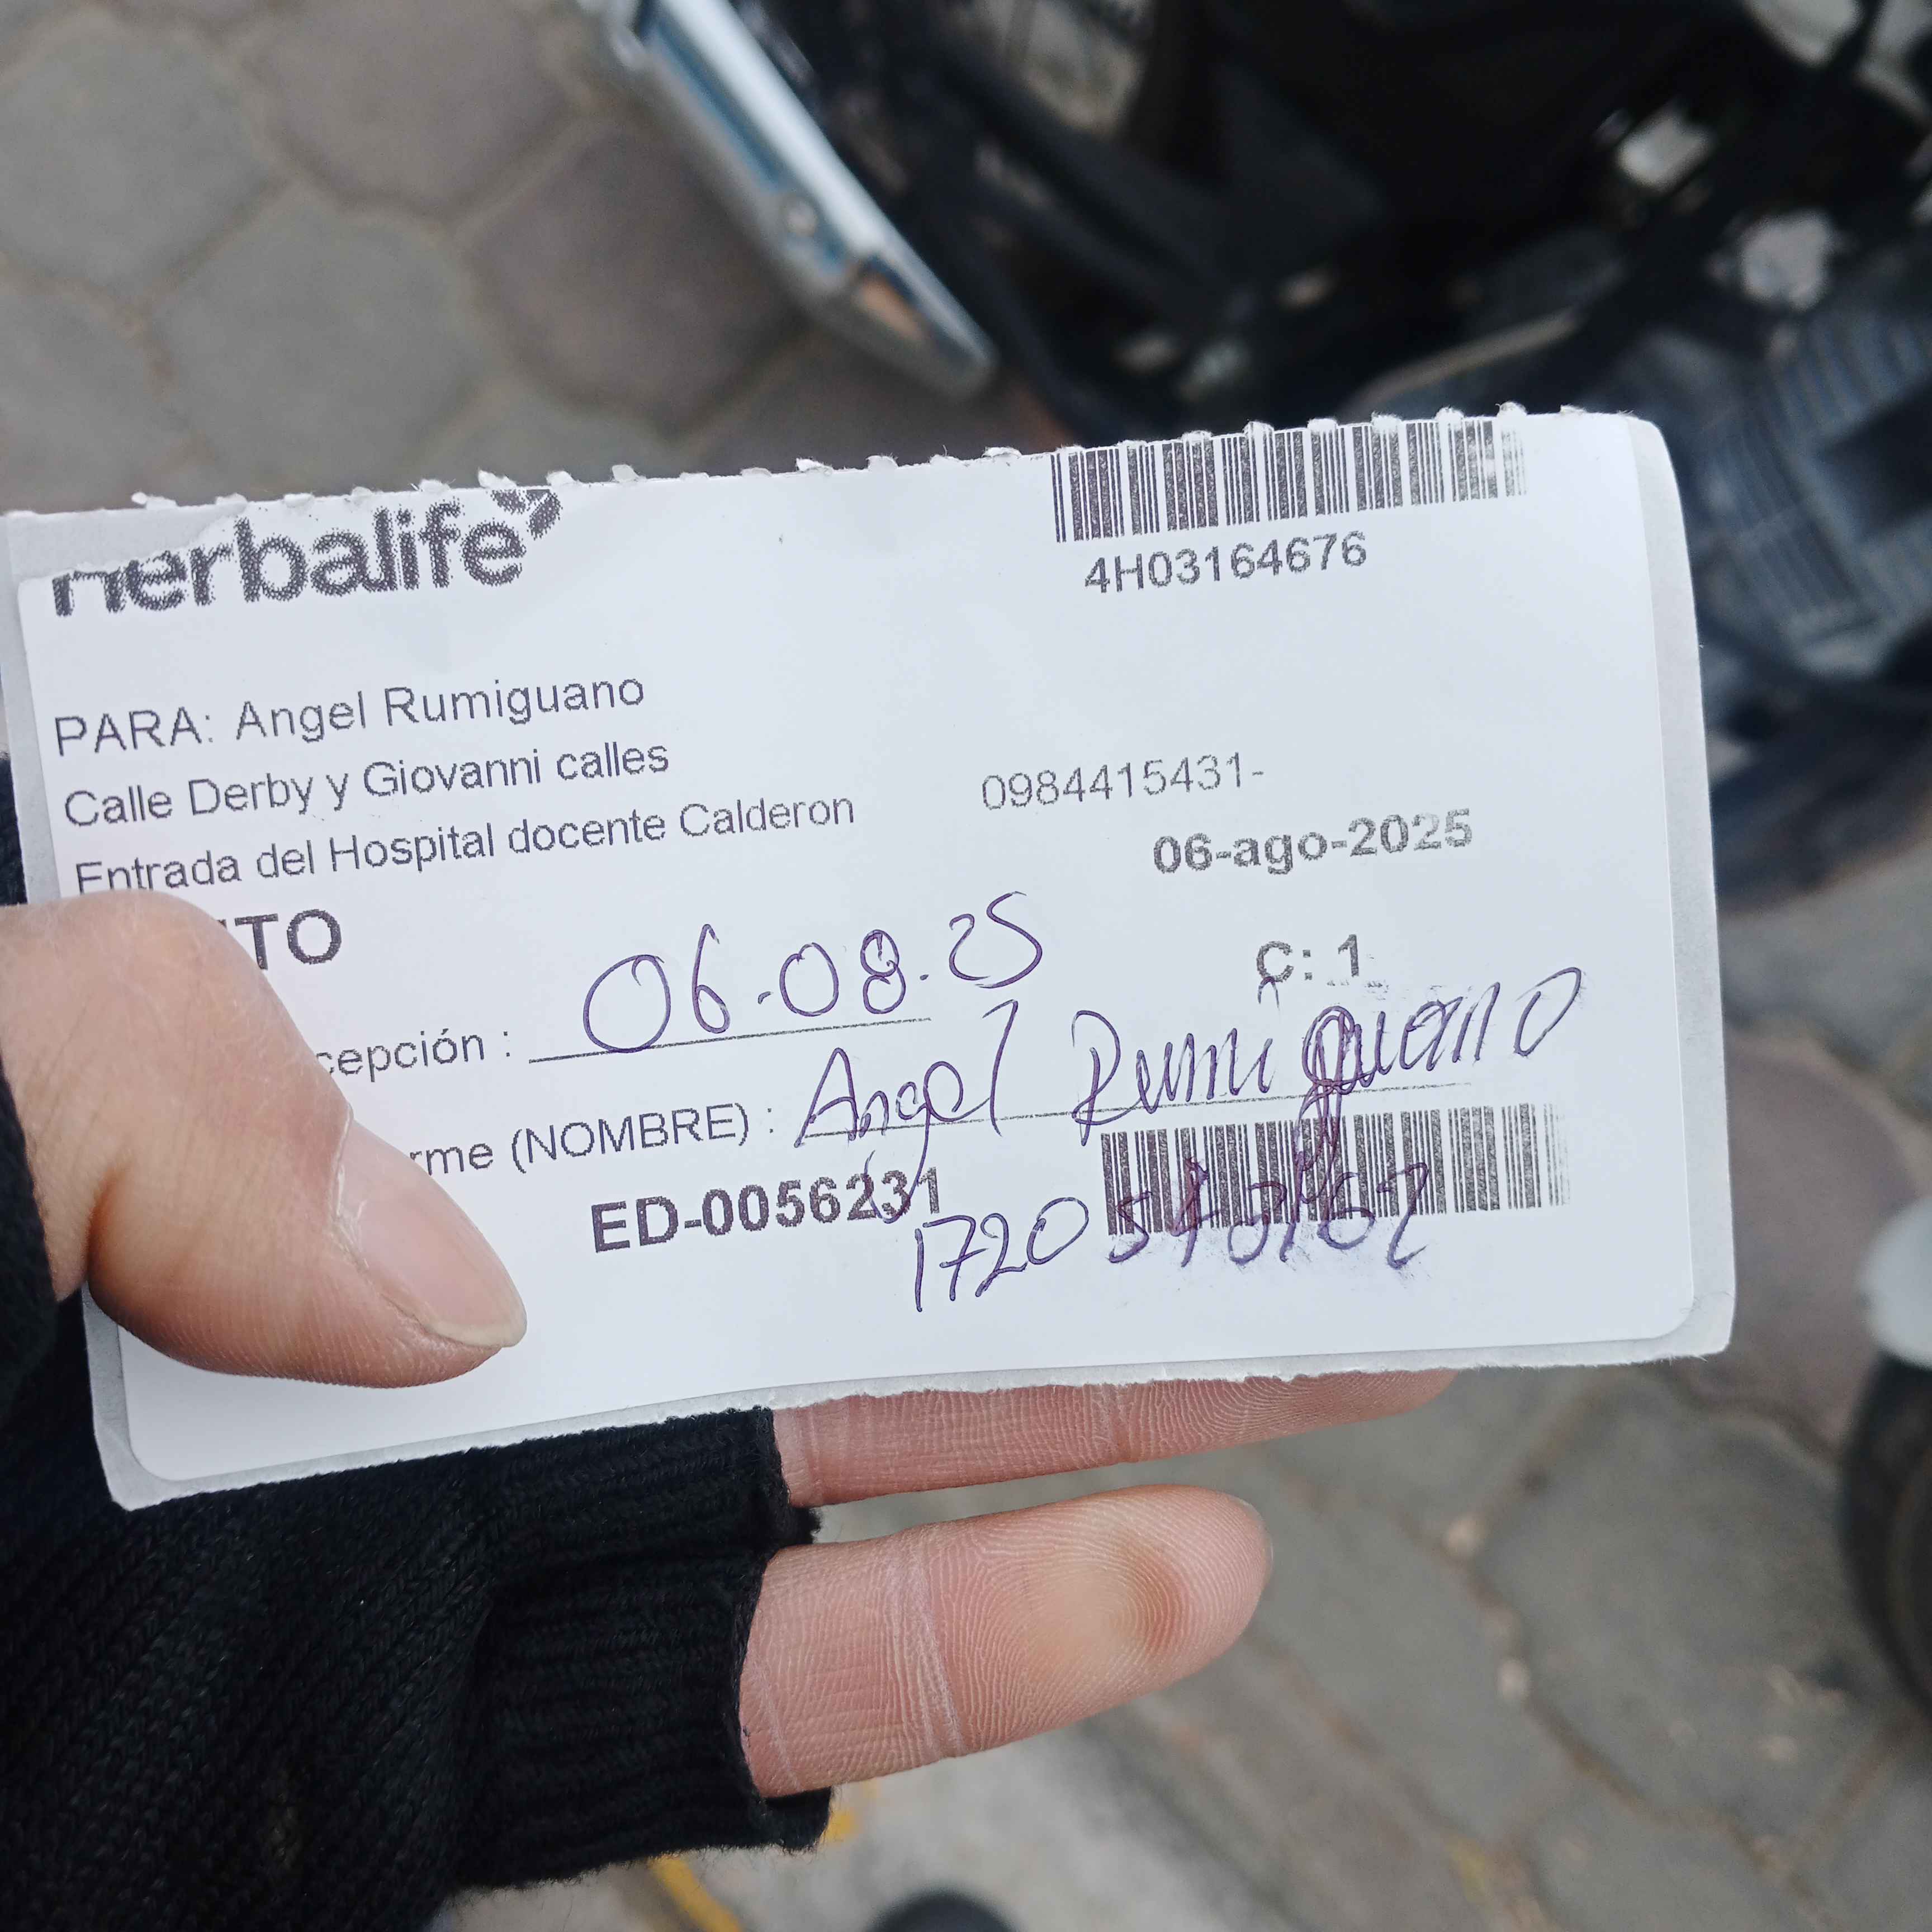 herbalife
4H03164676
PARA: Angel Rumiguano
Calle Derby y Giovanni calles
Entrada del Hospital docente Calderon
0984415431-
06-ago-2025
TO
C: 1
cepción : 06-08-25
rme (NOMBRE) : Angel Rumiguano
ED-0056231
1720